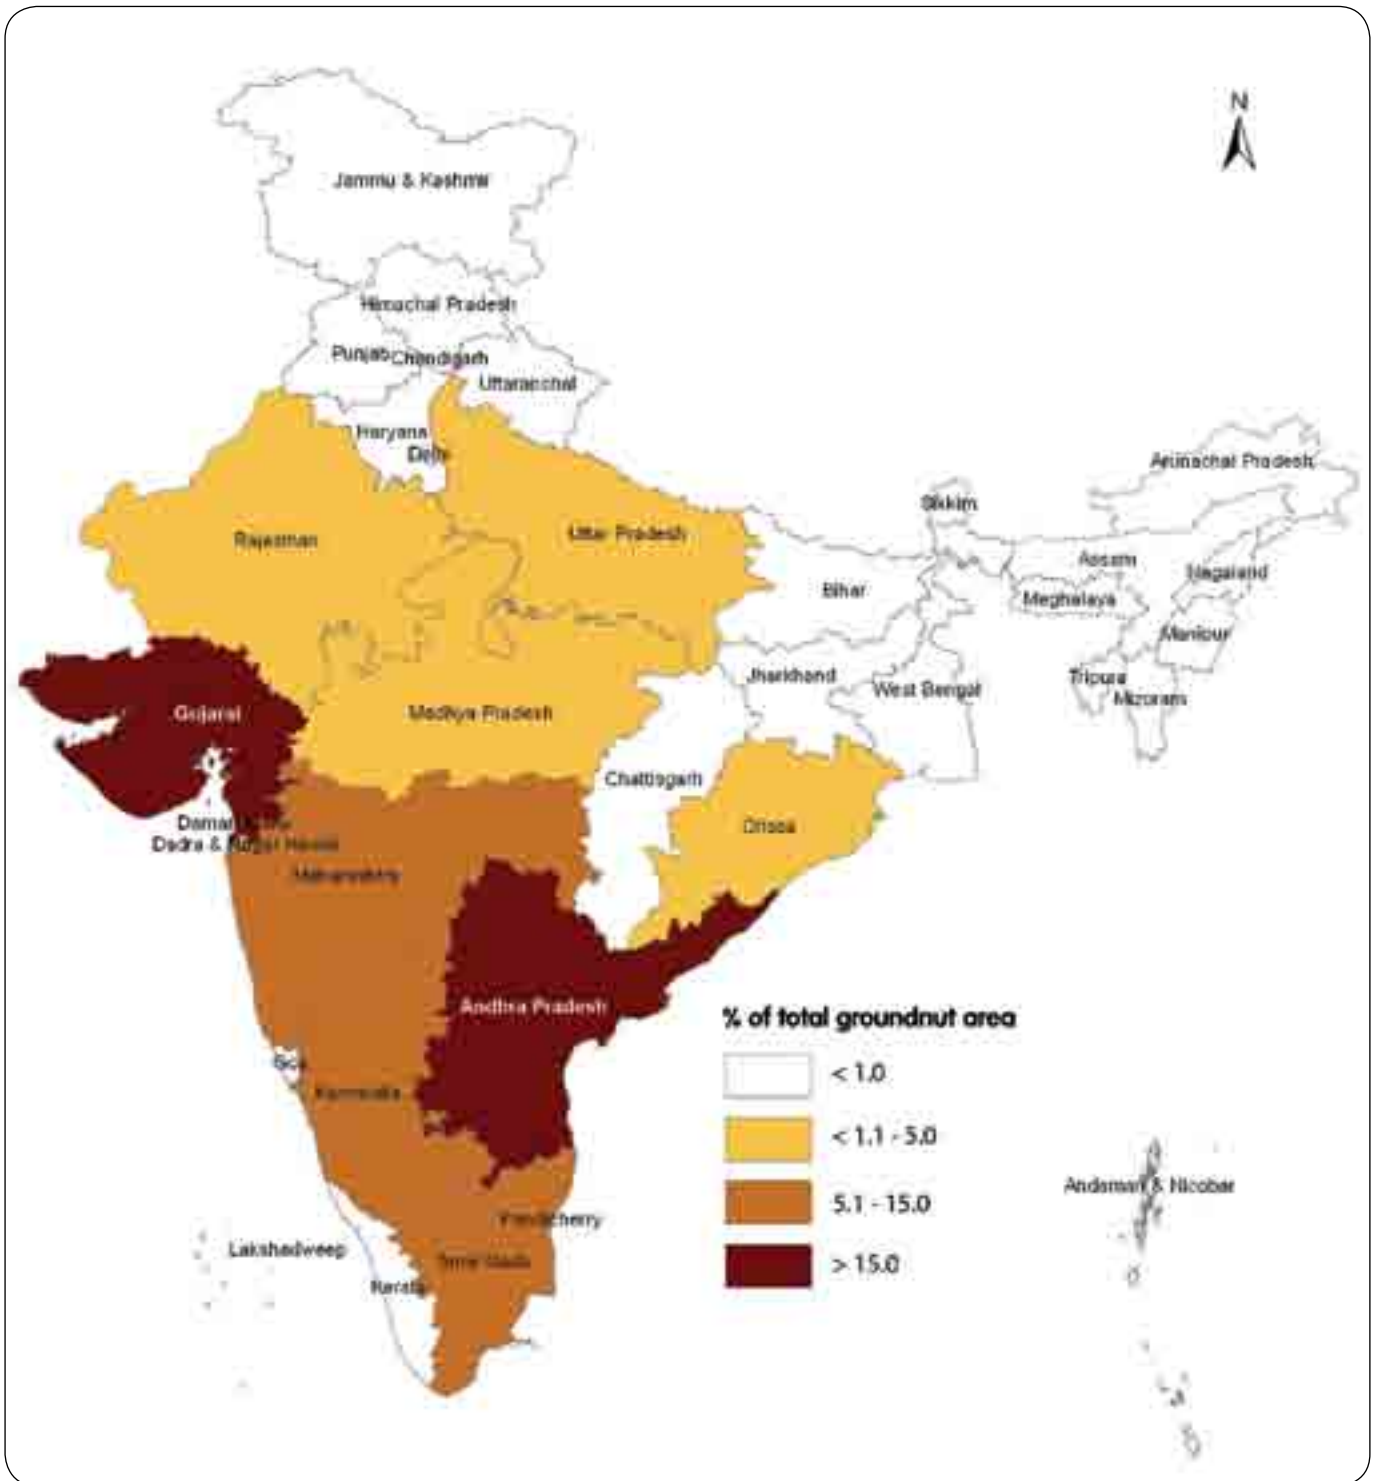 N
Jammu & Kashmir
Himachal Pradesh
Punjab
Chandigarh
Uttaranchal
Haryana
Delhi
Arunachal Pradesh
Sikkim
Rajasthan
Uttar Pradesh
Assam
Nagaland
Bihar
Meghalaya
Manipur
Jharkhand
West Bengal
Tripura
Mizoram
Gujarat
Madhya Pradesh
Chattisgarh
Orissa
Daman
Dadra & Nagar Haveli
Maharashtra
Andhra Pradesh
% of total groundnut area
Goa
< 1.0
Karnataka
< 1.1 - 5.0
Andaman & Nicobar
5.1 - 15.0
Pondicherry
Lakshadweep
Tamil Nadu
> 15.0
Kerala